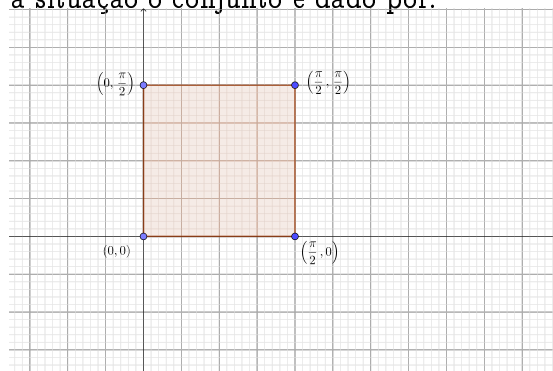 a situação o conjunto é dado por:
(0, π/2)
(π/2, π/2)
(0, 0)
(π/2, 0)